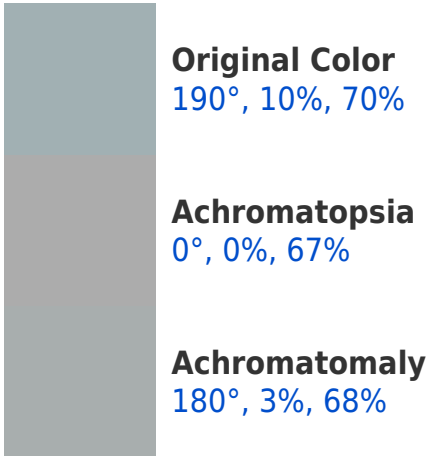 Original Color
190°, 10%, 70%
Achromatopsia
0°, 0%, 67%
Achromatomaly
180°, 3%, 68%